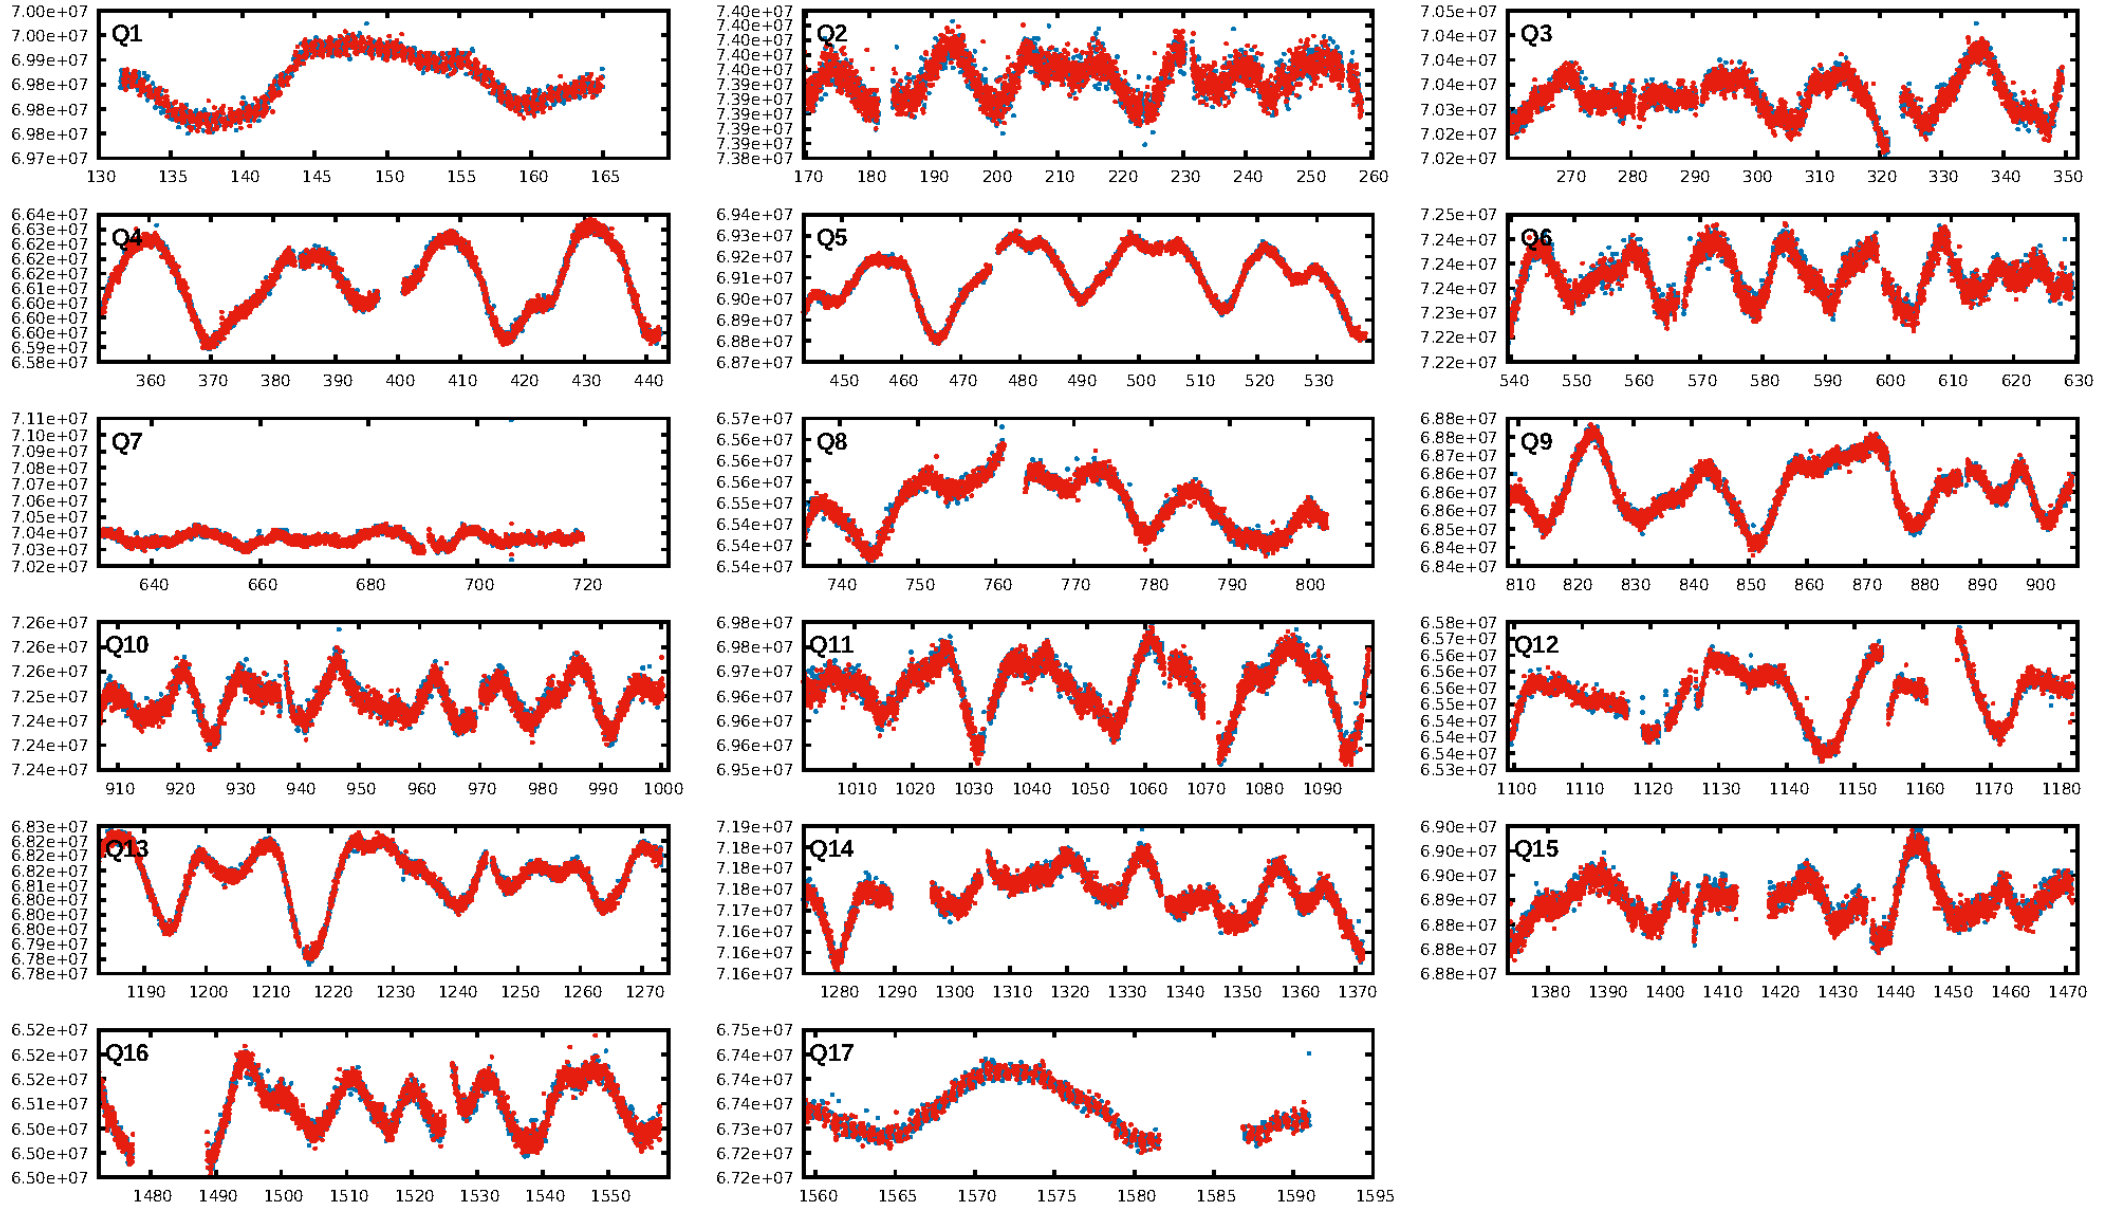 7.00e+07 7.00e+07 6.99e+07 6.98e+07 6.98e+07 6.98e+07 6.97e+07
Q1
130 135 140 145 150 155 160 165
7.40e+07 7.40e+07 7.40e+07 7.40e+07 7.40e+07 7.39e+07 7.39e+07 7.39e+07 7.39e+07 7.39e+07 7.38e+07
Q2
170 180 190 200 210 220 230 240 250 260
7.05e+07 7.04e+07 7.04e+07 7.04e+07 7.03e+07 7.02e+07 7.02e+07
Q3
270 280 290 300 310 320 330 340 350
6.64e+07 6.63e+07 6.62e+07 6.62e+07 6.61e+07 6.61e+07 6.60e+07 6.60e+07 6.59e+07 6.59e+07 6.58e+07
Q4
360 370 380 390 400 410 420 430 440
6.94e+07 6.93e+07 6.92e+07 6.91e+07 6.90e+07 6.89e+07 6.88e+07 6.87e+07
Q5
450 460 470 480 490 500 510 520 530
7.25e+07 7.24e+07 7.24e+07 7.24e+07 7.23e+07 7.22e+07 7.22e+07
Q6
540 550 560 570 580 590 600 610 620 630
7.11e+07 7.10e+07 7.09e+07 7.08e+07 7.07e+07 7.06e+07 7.05e+07 7.04e+07 7.03e+07 7.02e+07
Q7
640 660 680 700 720
6.57e+07 6.56e+07 6.56e+07 6.56e+07 6.55e+07 6.54e+07 6.54e+07 6.54e+07
Q8
740 750 760 770 780 790 800
6.88e+07 6.88e+07 6.86e+07 6.86e+07 6.85e+07 6.84e+07 6.84e+07
Q9
810 820 830 840 850 860 870 880 890 900
7.26e+07 7.26e+07 7.26e+07 7.25e+07 7.24e+07 7.24e+07 7.24e+07
Q10
910 920 930 940 950 960 970 980 990 1000
6.98e+07 6.98e+07 6.97e+07 6.96e+07 6.96e+07 6.96e+07 6.95e+07
Q11
1010 1020 1030 1040 1050 1060 1070 1080 1090
6.58e+07 6.57e+07 6.56e+07 6.56e+07 6.56e+07 6.55e+07 6.54e+07 6.54e+07 6.53e+07 6.53e+07
Q12
1100 1110 1120 1130 1140 1150 1160 1170 1180
6.83e+07 6.82e+07 6.82e+07 6.82e+07 6.81e+07 6.81e+07 6.80e+07 6.80e+07 6.79e+07 6.79e+07 6.78e+07
Q13
1190 1200 1210 1220 1230 1240 1250 1260 1270
7.19e+07 7.18e+07 7.18e+07 7.17e+07 7.16e+07 7.16e+07 7.16e+07
Q14
1280 1290 1300 1310 1320 1330 1340 1350 1360 1370
6.90e+07 6.90e+07 6.89e+07 6.89e+07 6.88e+07 6.88e+07 6.88e+07
Q15
1380 1390 1400 1410 1420 1430 1440 1450 1460 1470
6.52e+07 6.52e+07 6.52e+07 6.51e+07 6.50e+07 6.50e+07 6.50e+07
Q16
1480 1490 1500 1510 1520 1530 1540 1550
6.75e+07 6.74e+07 6.74e+07 6.74e+07 6.73e+07 6.72e+07 6.72e+07
Q17
1560 1565 1570 1575 1580 1585 1590 1595